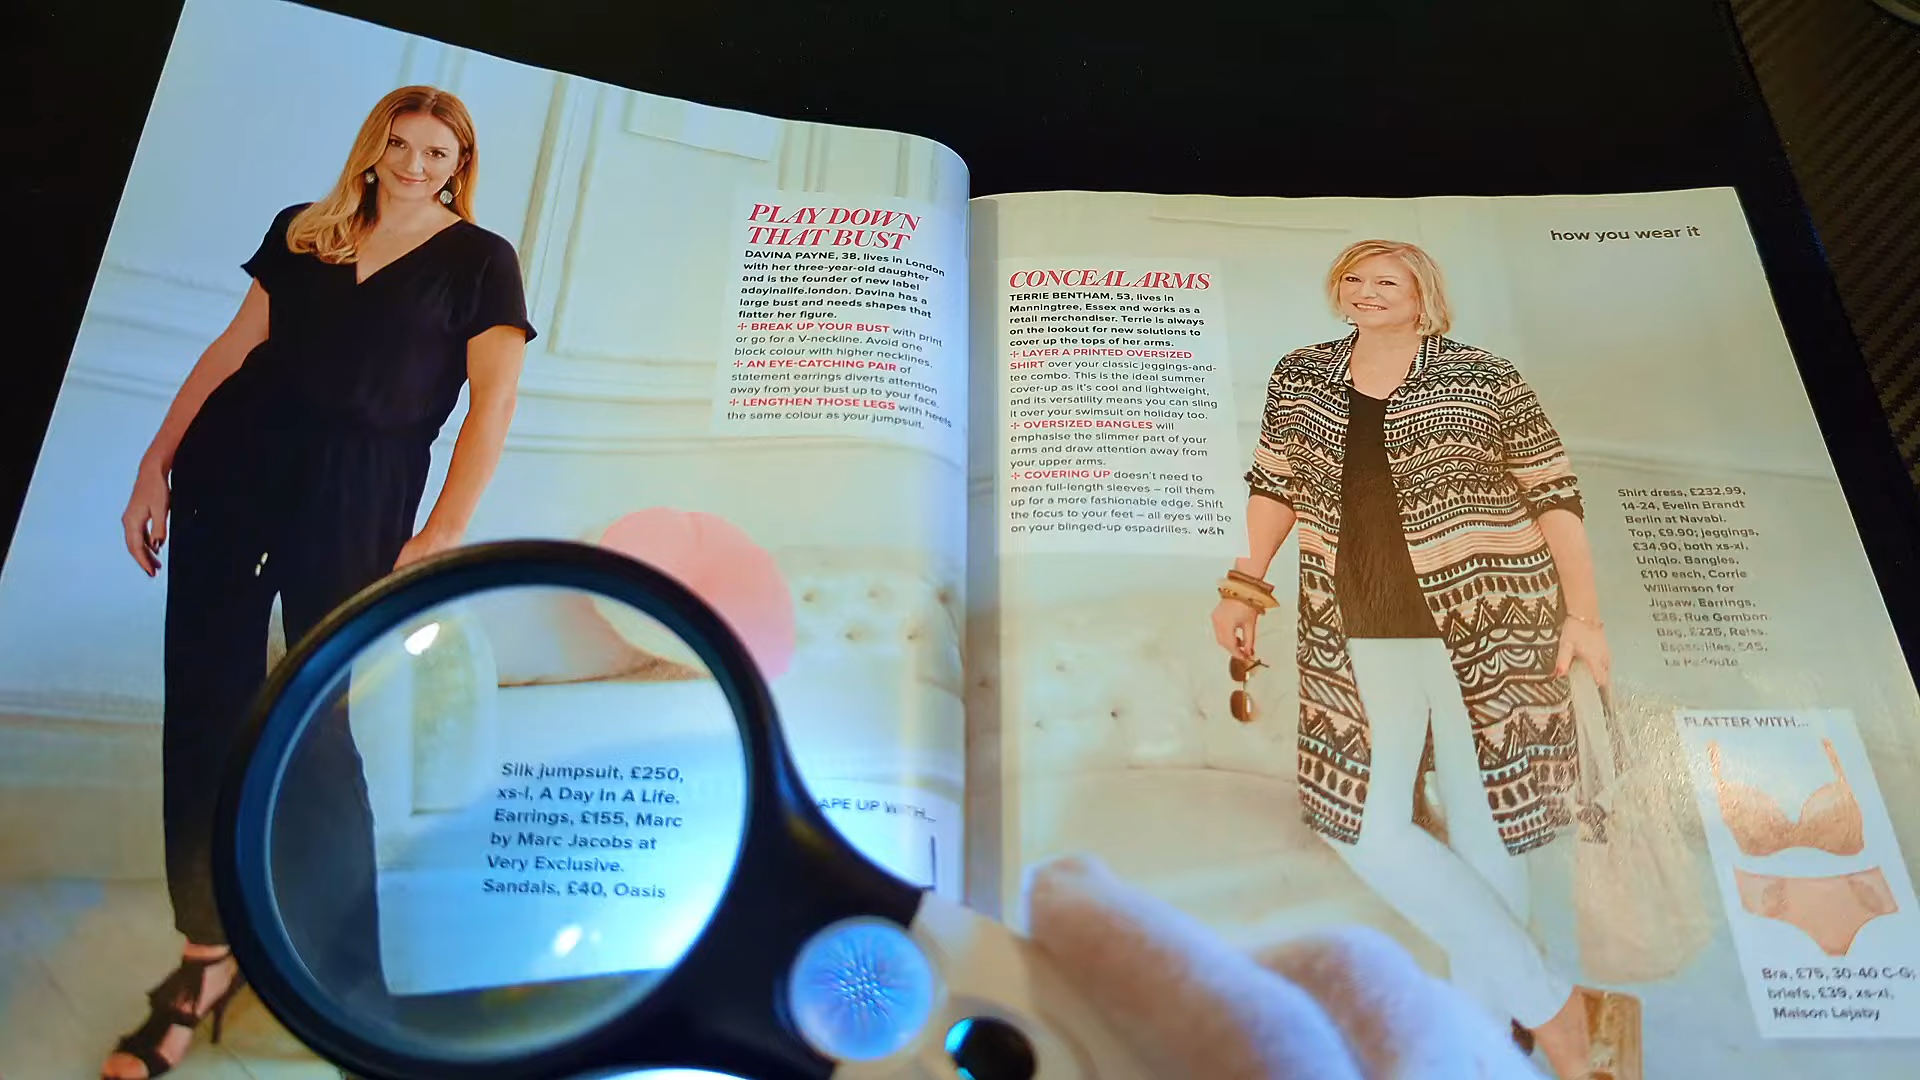 PLAY DOWN
THAT BUST
DAVINA PAYNE, 38, lives in London
with her three-year-old daughter
and is the founder of new label
adayinalife.london. Davina has a
large bust and needs shapes that
flatter her figure.
+ BREAK UP YOUR BUST with print
or go for a V-neckline. Avoid one
block colour with higher necklines.
+ AN EYE-CATCHING PAIR of
statement earrings diverts attention
away from your bust up to your face.
+ LENGTHEN THOSE LEGS with heels
the same colour as your jumpsuit.
Silk jumpsuit, £250,
xs-l, A Day In A Life.
Earrings, £155, Marc
by Marc Jacobs at
Very Exclusive.
Sandals, £40, Oasis
APE UP WITH...
how you wear it
CONCEAL ARMS
TERRIE BENTHAM, 53, lives in
Manningtree, Essex and works as a
retail merchandiser. Terrie is always
on the lookout for new solutions to
cover up the tops of her arms.
+ LAYER A PRINTED OVERSIZED
SHIRT over your classic jeggings-and-
tee combo. This is the ideal summer
cover-up as it's cool and lightweight,
and its versatility means you can sling
it over your swimsuit on holiday too.
+ OVERSIZED BANGLES will
emphasise the slimmer part of your
arms and draw attention away from
your upper arms.
+ COVERING UP doesn't need to
mean full-length sleeves – roll them
up for a more fashionable edge. Shift
the focus to your feet – all eyes will be
on your blinged-up espadrilles. w&h
Shirt dress, £232.99,
14-24, Evelin Brandt
Berlin at Navabi.
Top, £9.90; jeggings,
£34.90, both xs-xl,
Uniqlo. Bangles,
£110 each, Corrie
Williamson for
Jigsaw. Earrings,
£38, Rue Gembon.
Bag, £225, Reiss.
Espadrilles, £45,
La Redoute
FLATTER WITH...
Bra, £75, 30-40 C-G;
briefs, £39, xs-xl,
Maison Lejaby